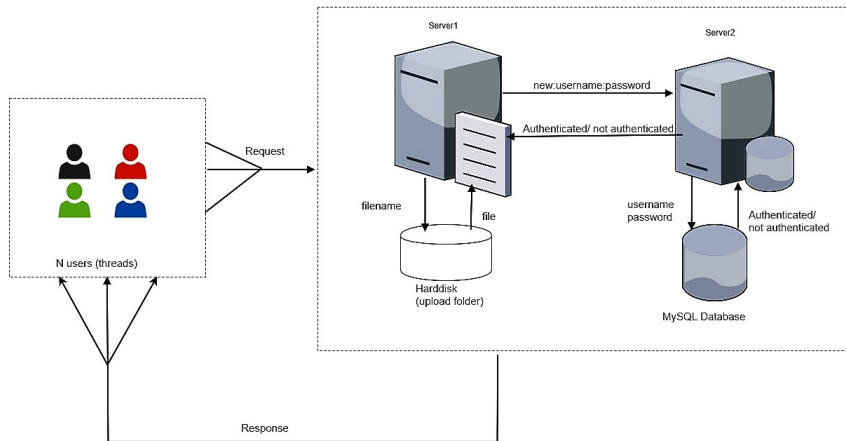 Server1
Server2
new:username:password
Authenticated/ not authenticated
Request
filename
file
username
password
Authenticated/
not authenticated
N users (threads)
Harddisk
(upload folder)
MySQL Database
Response